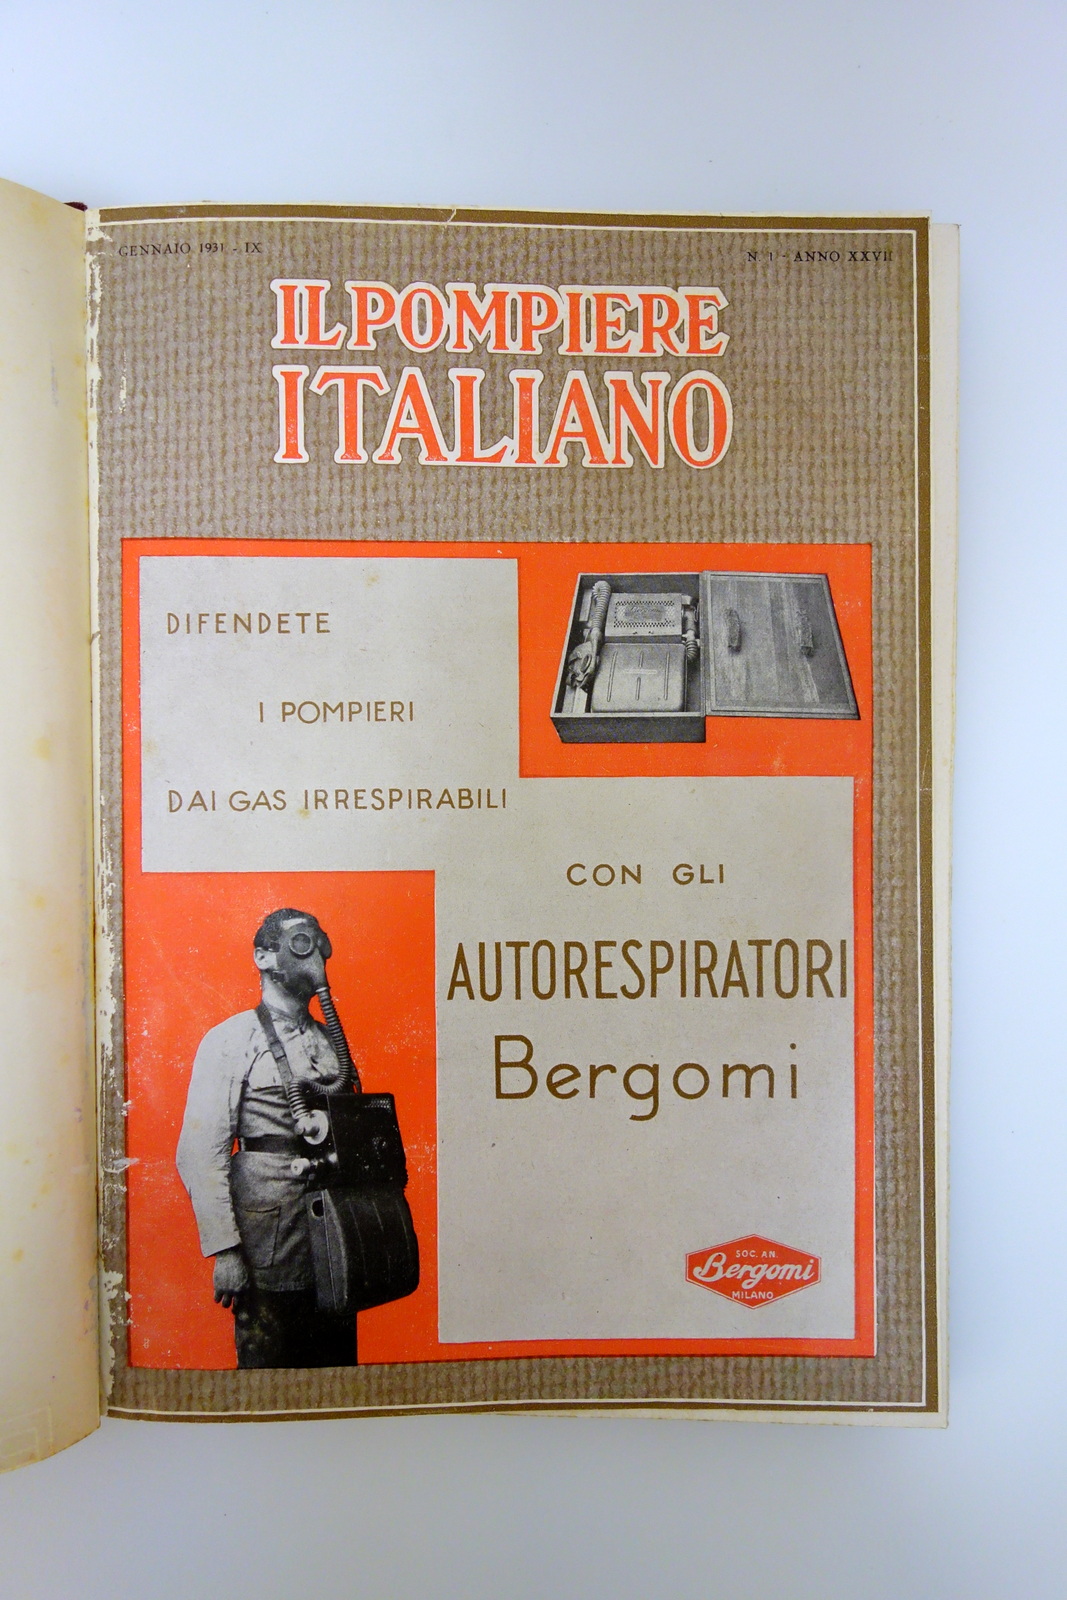 GENNAIO 1931 - IX
N. 1 - ANNO XXVII
IL POMPIERE
ITALIANO
DIFENDETE
I POMPIERI
DAI GAS IRRESPIRABILI
CON GLI
AUTORESPIRATORI
Bergomi
SOC. AN.
Bergomi
MILANO